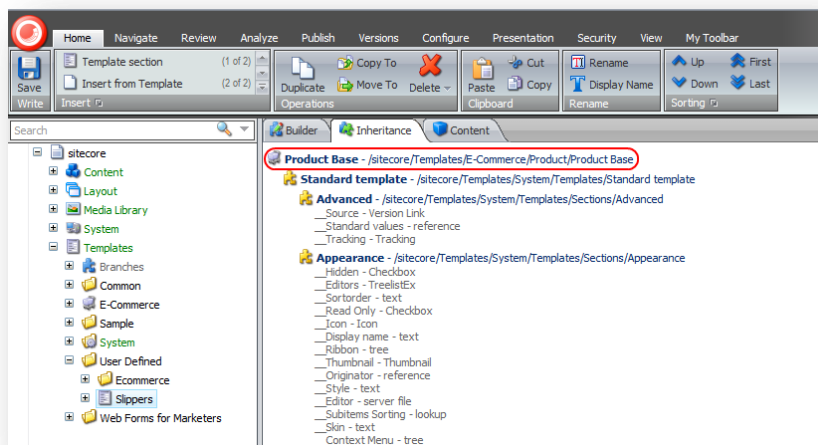 Home Navigate Review Analyze Publish Versions Configure Presentation Security View My Toolbar
Save
Write
Template section (1 of 2)
Insert from Template (2 of 2)
Insert
Duplicate
Copy To
Move To
Delete
Operations
Paste
Cut
Copy
Clipboard
Rename
Display Name
Rename
Up First
Down Last
Sorting
Search
sitecore
Content
Layout
Media Library
System
Templates
Branches
Common
E-Commerce
Sample
System
User Defined
Ecommerce
Slippers
Web Forms for Marketers
Builder Inheritance Content
Product Base - /sitecore/Templates/E-Commerce/Product/Product Base
Standard template - /sitecore/Templates/System/Templates/Standard template
Advanced - /sitecore/Templates/System/Templates/Sections/Advanced
__Source - Version Link
__Standard values - reference
__Tracking - Tracking
Appearance - /sitecore/Templates/System/Templates/Sections/Appearance
__Hidden - Checkbox
__Editors - TreelistEx
__Sortorder - text
__Read Only - Checkbox
__Icon - Icon
__Display name - text
__Ribbon - tree
__Thumbnail - Thumbnail
__Originator - reference
__Style - text
__Editor - server file
__Subitems Sorting - lookup
__Skin - text
__Context Menu - tree